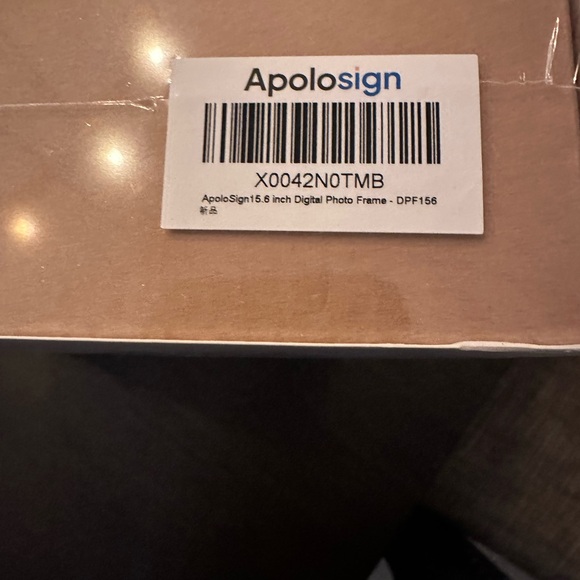 Apolosign
X0042N0TMB
ApoloSign15.6 inch Digital Photo Frame - DPF156
新品